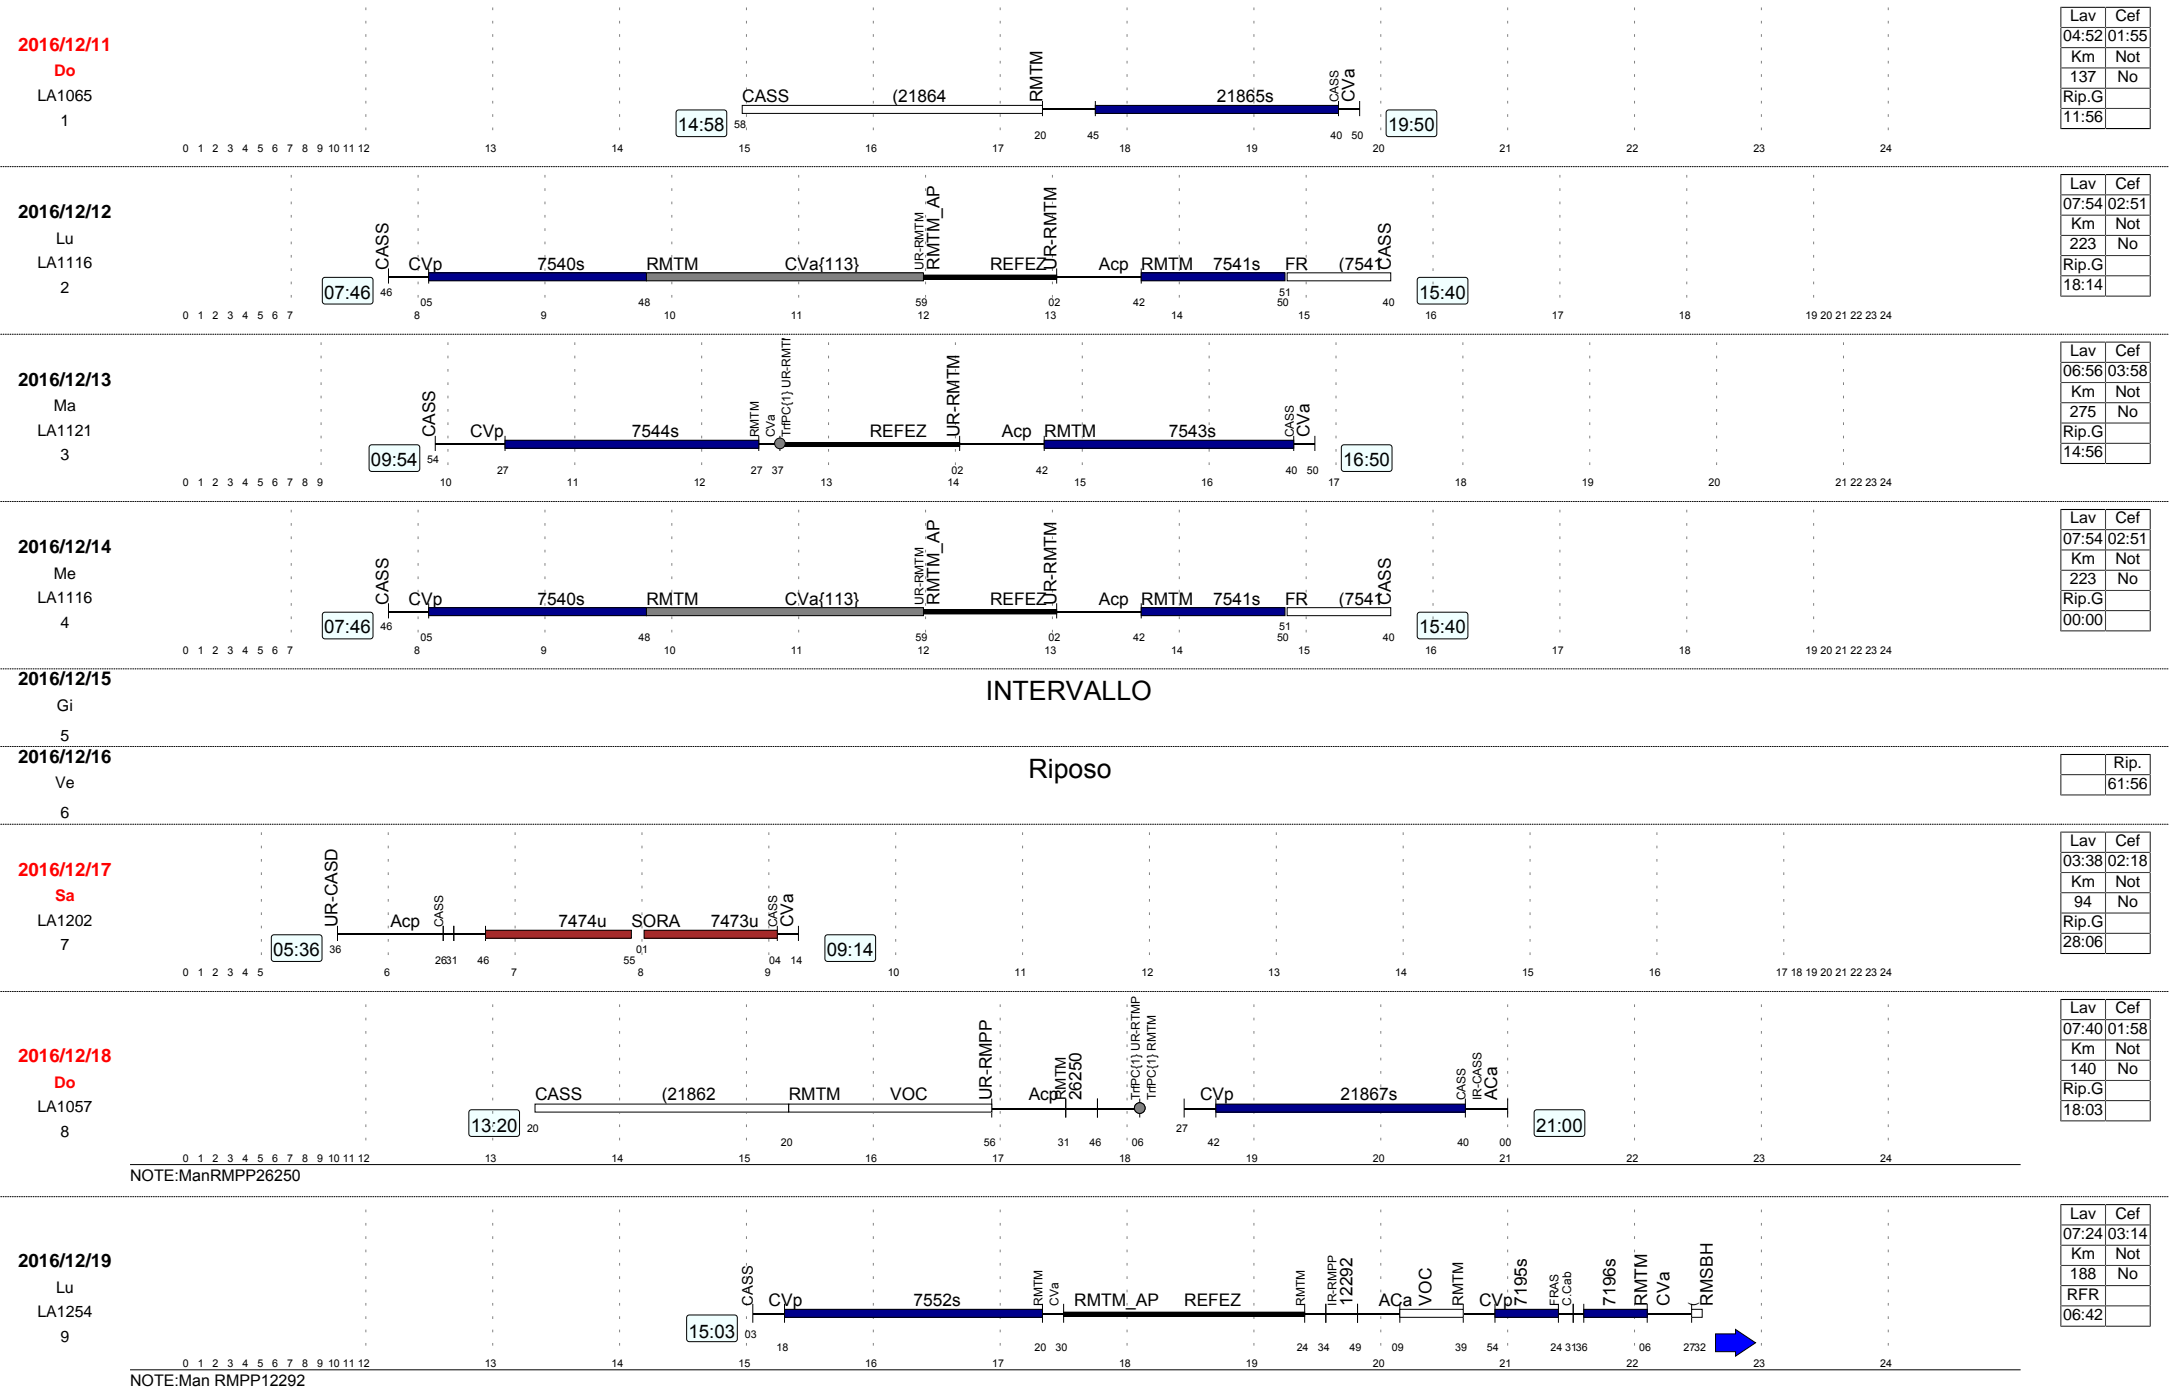 2016/12/11
Do
LA1065
1
14:58
58
CASS
(21864
RMTM
20
45
21865s
CASS
CVa
40 50
19:50
0 1 2 3 4 5 6 7 8 9 10 11 12 13 14 15 16 17 18 19 20 21 22 23 24
Lav Cef
04:52 01:55
Km Not
137 No
Rip.G
11:56
2016/12/12
Lu
LA1116
2
07:46
46
CASS
CVp
05
7540s
RMTM
48
CVa{113}
UR-RMTM
RMTM_AP
59
REFEZ
UR-RMTM
02
Acp
RMTM
42
7541s
FR
51
50
(7541
CASS
40
15:40
0 1 2 3 4 5 6 7 8 9 10 11 12 13 14 15 16 17 18 19 20 21 22 23 24
Lav Cef
07:54 02:51
Km Not
223 No
Rip.G
18:14
2016/12/13
Ma
LA1121
3
09:54
54
CASS
CVp
27
7544s
RMTM
CVa
TrfPC{1} UR-RMTM
27 37
REFEZ
UR-RMTM
02
Acp
RMTM
42
7543s
CASS
CVa
40 50
16:50
0 1 2 3 4 5 6 7 8 9 10 11 12 13 14 15 16 17 18 19 20 21 22 23 24
Lav Cef
06:56 03:58
Km Not
275 No
Rip.G
14:56
2016/12/14
Me
LA1116
4
07:46
46
CASS
CVp
05
7540s
RMTM
48
CVa{113}
UR-RMTM
RMTM_AP
59
REFEZ
UR-RMTM
02
Acp
RMTM
42
7541s
FR
51
50
(7541
CASS
40
15:40
0 1 2 3 4 5 6 7 8 9 10 11 12 13 14 15 16 17 18 19 20 21 22 23 24
Lav Cef
07:54 02:51
Km Not
223 No
Rip.G
00:00
2016/12/15
Gi
5
INTERVALLO
2016/12/16
Ve
6
Riposo
Rip.
61:56
2016/12/17
Sa
LA1202
7
05:36
36
UR-CASD
Acp
CASS
26 31 46
7474u
SORA
55
01
7473u
CASS
CVa
04 14
09:14
0 1 2 3 4 5 6 7 8 9 10 11 12 13 14 15 16 17 18 19 20 21 22 23 24
Lav Cef
03:38 02:18
Km Not
94 No
Rip.G
28:06
2016/12/18
Do
LA1057
8
13:20
20
CASS
(21862
RMTM
20
VOC
UR-RMPP
56
Acp
RMTM
26250
31 46
TrfPC{1} UR-RTMP
TrfPC{1} RMTM
06
27
CVp
42
21867s
CASS
IR-CASS
ACa
40 00
21:00
0 1 2 3 4 5 6 7 8 9 10 11 12 13 14 15 16 17 18 19 20 21 22 23 24
NOTE:ManRMPP26250
Lav Cef
07:40 01:58
Km Not
140 No
Rip.G
18:03
2016/12/19
Lu
LA1254
9
15:03
03
CASS
CVp
18
7552s
RMTM
CVa
20 30
RMTM_AP
REFEZ
RMTM
IR-RMPP
12292
24 34 49
ACa
09
VOC
RMTM
39
CVp
54
7195s
FRAS
C.Cab
24 31 36
7196s
RMTM
06
CVa
(
RMSBH
27 32
0 1 2 3 4 5 6 7 8 9 10 11 12 13 14 15 16 17 18 19 20 21 22 23 24
NOTE:Man RMPP12292
Lav Cef
07:24 03:14
Km Not
188 No
RFR
06:42